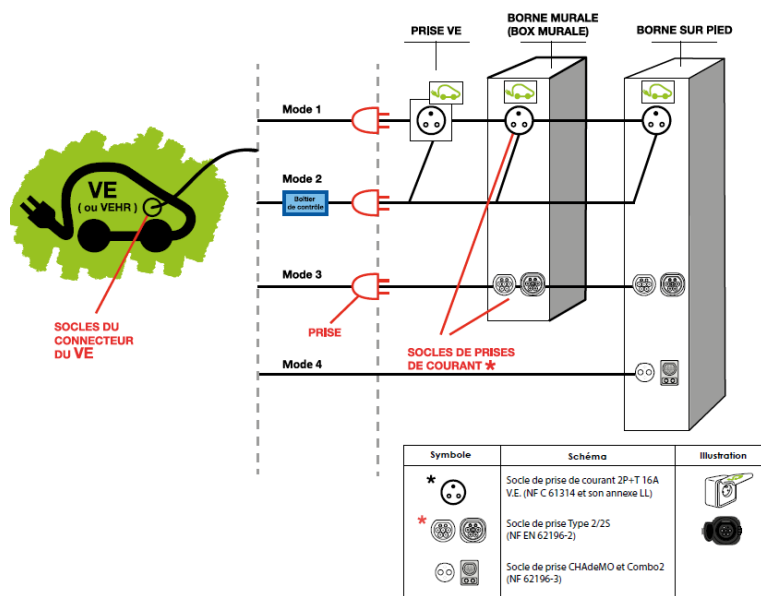 PRISE VE
BORNE MURALE
(BOX MURALE)
BORNE SUR PIED
Mode 1
VE
( ou VEHR )
Mode 2
Boîtier
de contrôle
Mode 3
PRISE
SOCLES DU
CONNECTEUR
DU VE
SOCLES DE PRISES
DE COURANT *
Mode 4
Symbole
Schéma
Illustration
*
Socle de prise de courant 2P+T 16A
V.E. (NF C 61314 et son annexe LL)
*
Socle de prise Type 2/2S
(NF EN 62196-2)
Socle de prise CHAdeMO et Combo2
(NF 62196-3)